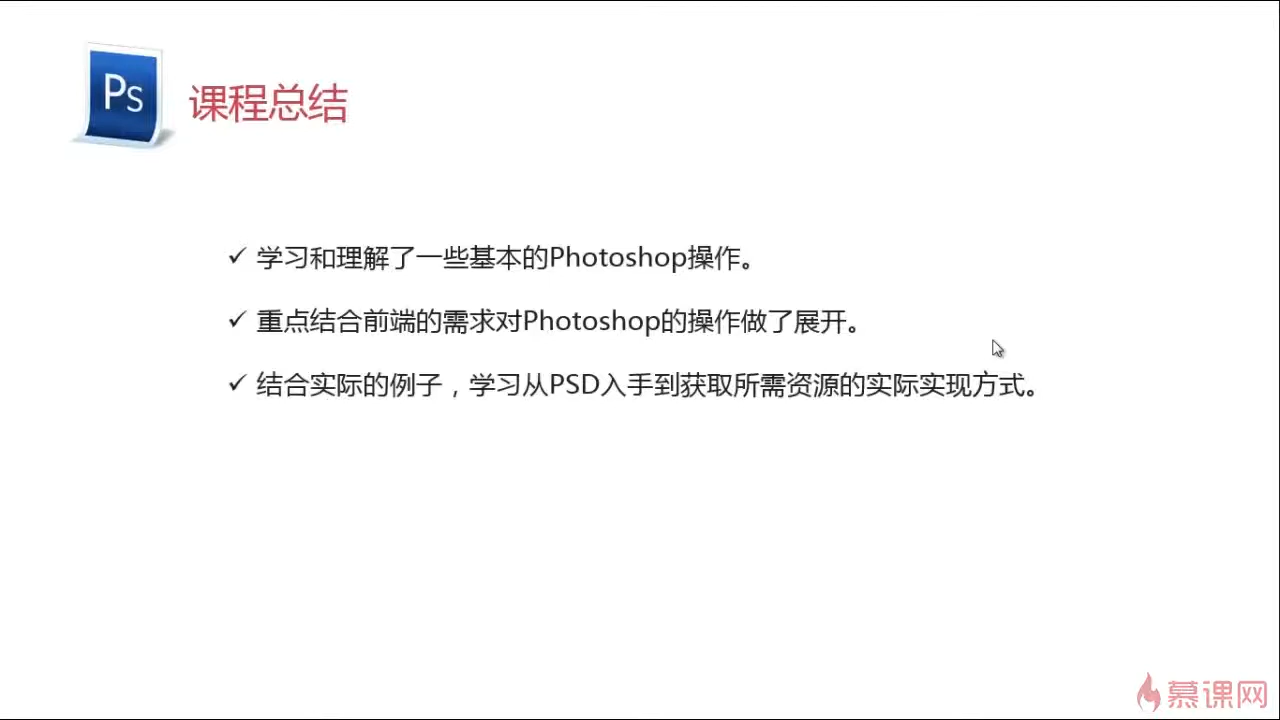 Ps
课程总结
✓ 学习和理解了一些基本的Photoshop操作。
✓ 重点结合前端的需求对Photoshop的操作做了展开。
✓ 结合实际的例子，学习从PSD入手到获取所需资源的实际实现方式。
慕课网